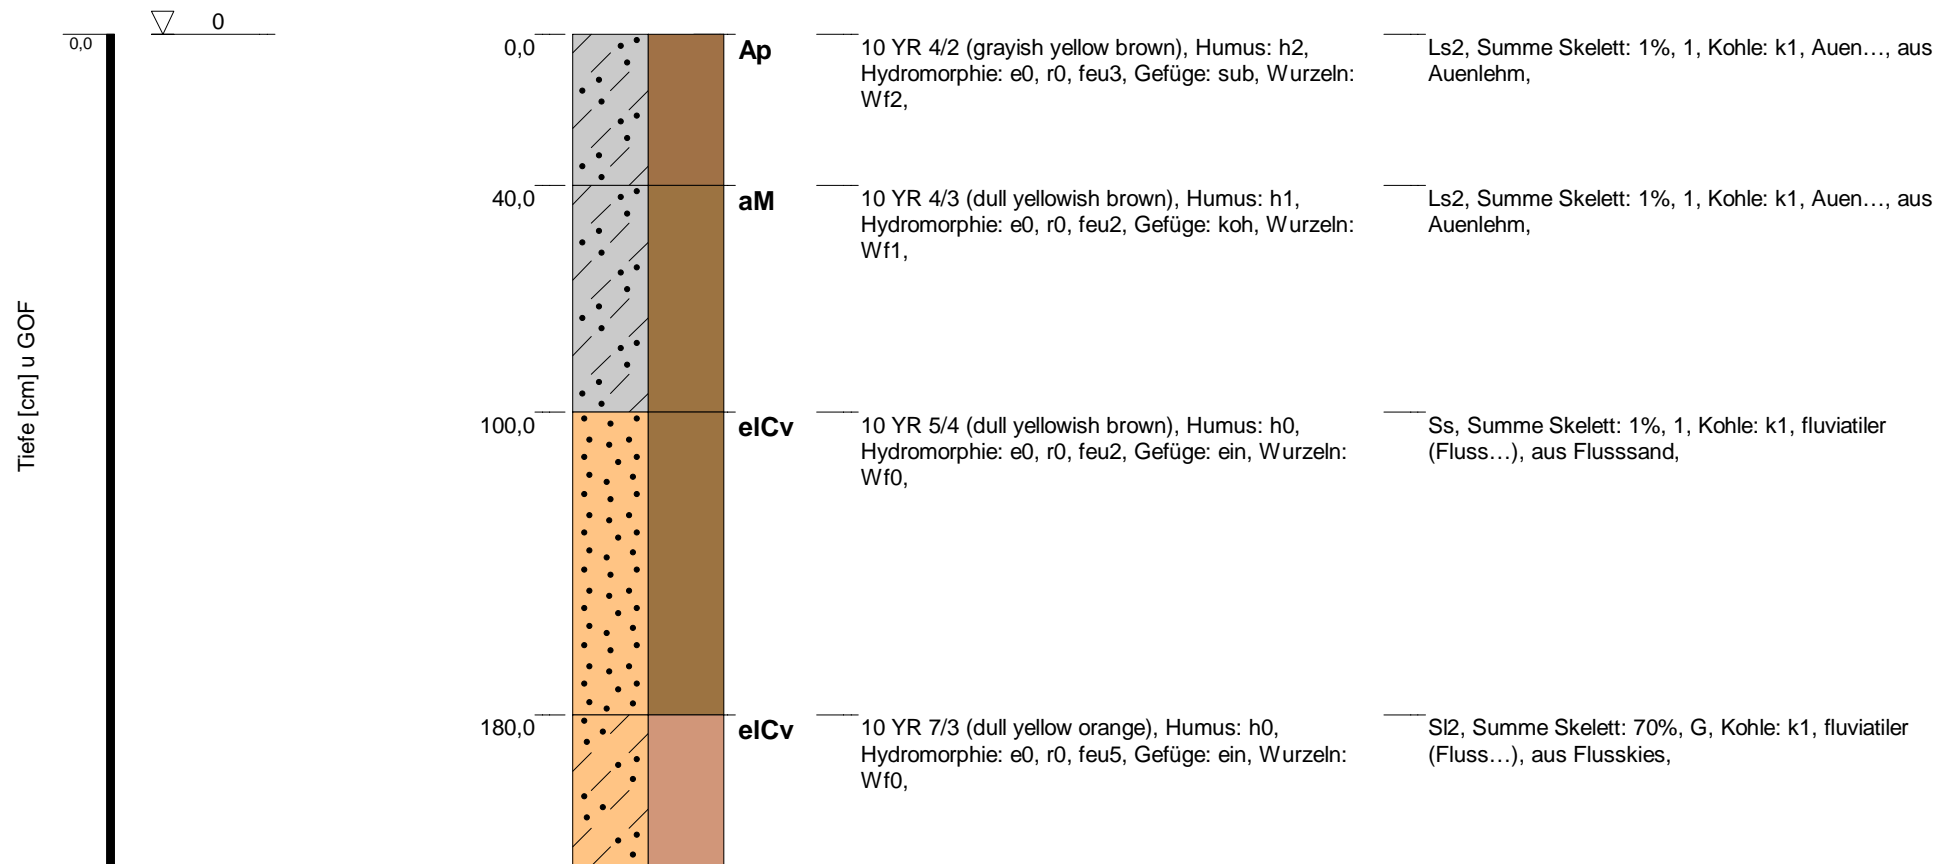 0
0,0
Tiefe [cm] u GOF
0,0
Ap
10 YR 4/2 (grayish yellow brown), Humus: h2,
Hydromorphie: e0, r0, feu3, Gefüge: sub, Wurzeln:
Wf2,
Ls2, Summe Skelett: 1%, 1, Kohle: k1, Auen…, aus
Auenlehm,
40,0
aM
10 YR 4/3 (dull yellowish brown), Humus: h1,
Hydromorphie: e0, r0, feu2, Gefüge: koh, Wurzeln:
Wf1,
Ls2, Summe Skelett: 1%, 1, Kohle: k1, Auen…, aus
Auenlehm,
100,0
elCv
10 YR 5/4 (dull yellowish brown), Humus: h0,
Hydromorphie: e0, r0, feu2, Gefüge: ein, Wurzeln:
Wf0,
Ss, Summe Skelett: 1%, 1, Kohle: k1, fluviatiler
(Fluss…), aus Flusssand,
180,0
elCv
10 YR 7/3 (dull yellow orange), Humus: h0,
Hydromorphie: e0, r0, feu5, Gefüge: ein, Wurzeln:
Wf0,
Sl2, Summe Skelett: 70%, G, Kohle: k1, fluviatiler
(Fluss…), aus Flusskies,